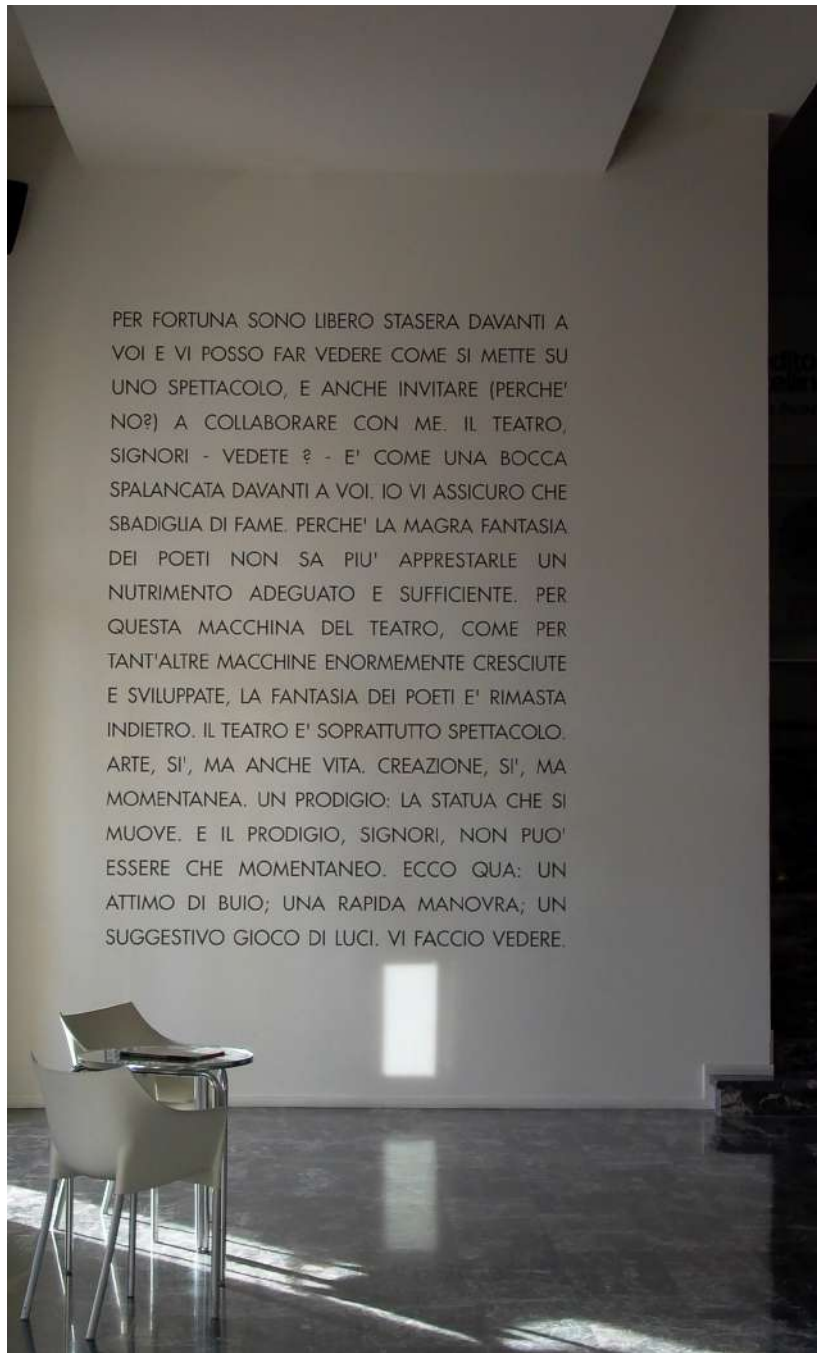 PER FORTUNA SONO LIBERO STASERA DAVANTI A
VOI E VI POSSO FAR VEDERE COME SI METTE SU
UNO SPETTACOLO, E ANCHE INVITARE (PERCHE'
NO?) A COLLABORARE CON ME. IL TEATRO,
SIGNORI - VEDETE ? - E' COME UNA BOCCA
SPALANCATA DAVANTI A VOI. IO VI ASSICURO CHE
SBADIGLIA DI FAME. PERCHE' LA MAGRA FANTASIA
DEI POETI NON SA PIU' APPRESTARLE UN
NUTRIMENTO ADEGUATO E SUFFICIENTE. PER
QUESTA MACCHINA DEL TEATRO, COME PER
TANT'ALTRE MACCHINE ENORMEMENTE CRESCIUTE
E SVILUPPATE, LA FANTASIA DEI POETI E' RIMASTA
INDIETRO. IL TEATRO E' SOPRATTUTTO SPETTACOLO.
ARTE, SI', MA ANCHE VITA. CREAZIONE, SI', MA
MOMENTANEA. UN PRODIGIO: LA STATUA CHE SI
MUOVE. E IL PRODIGIO, SIGNORI, NON PUO'
ESSERE CHE MOMENTANEO. ECCO QUA: UN
ATTIMO DI BUIO; UNA RAPIDA MANOVRA; UN
SUGGESTIVO GIOCO DI LUCI. VI FACCIO VEDERE.